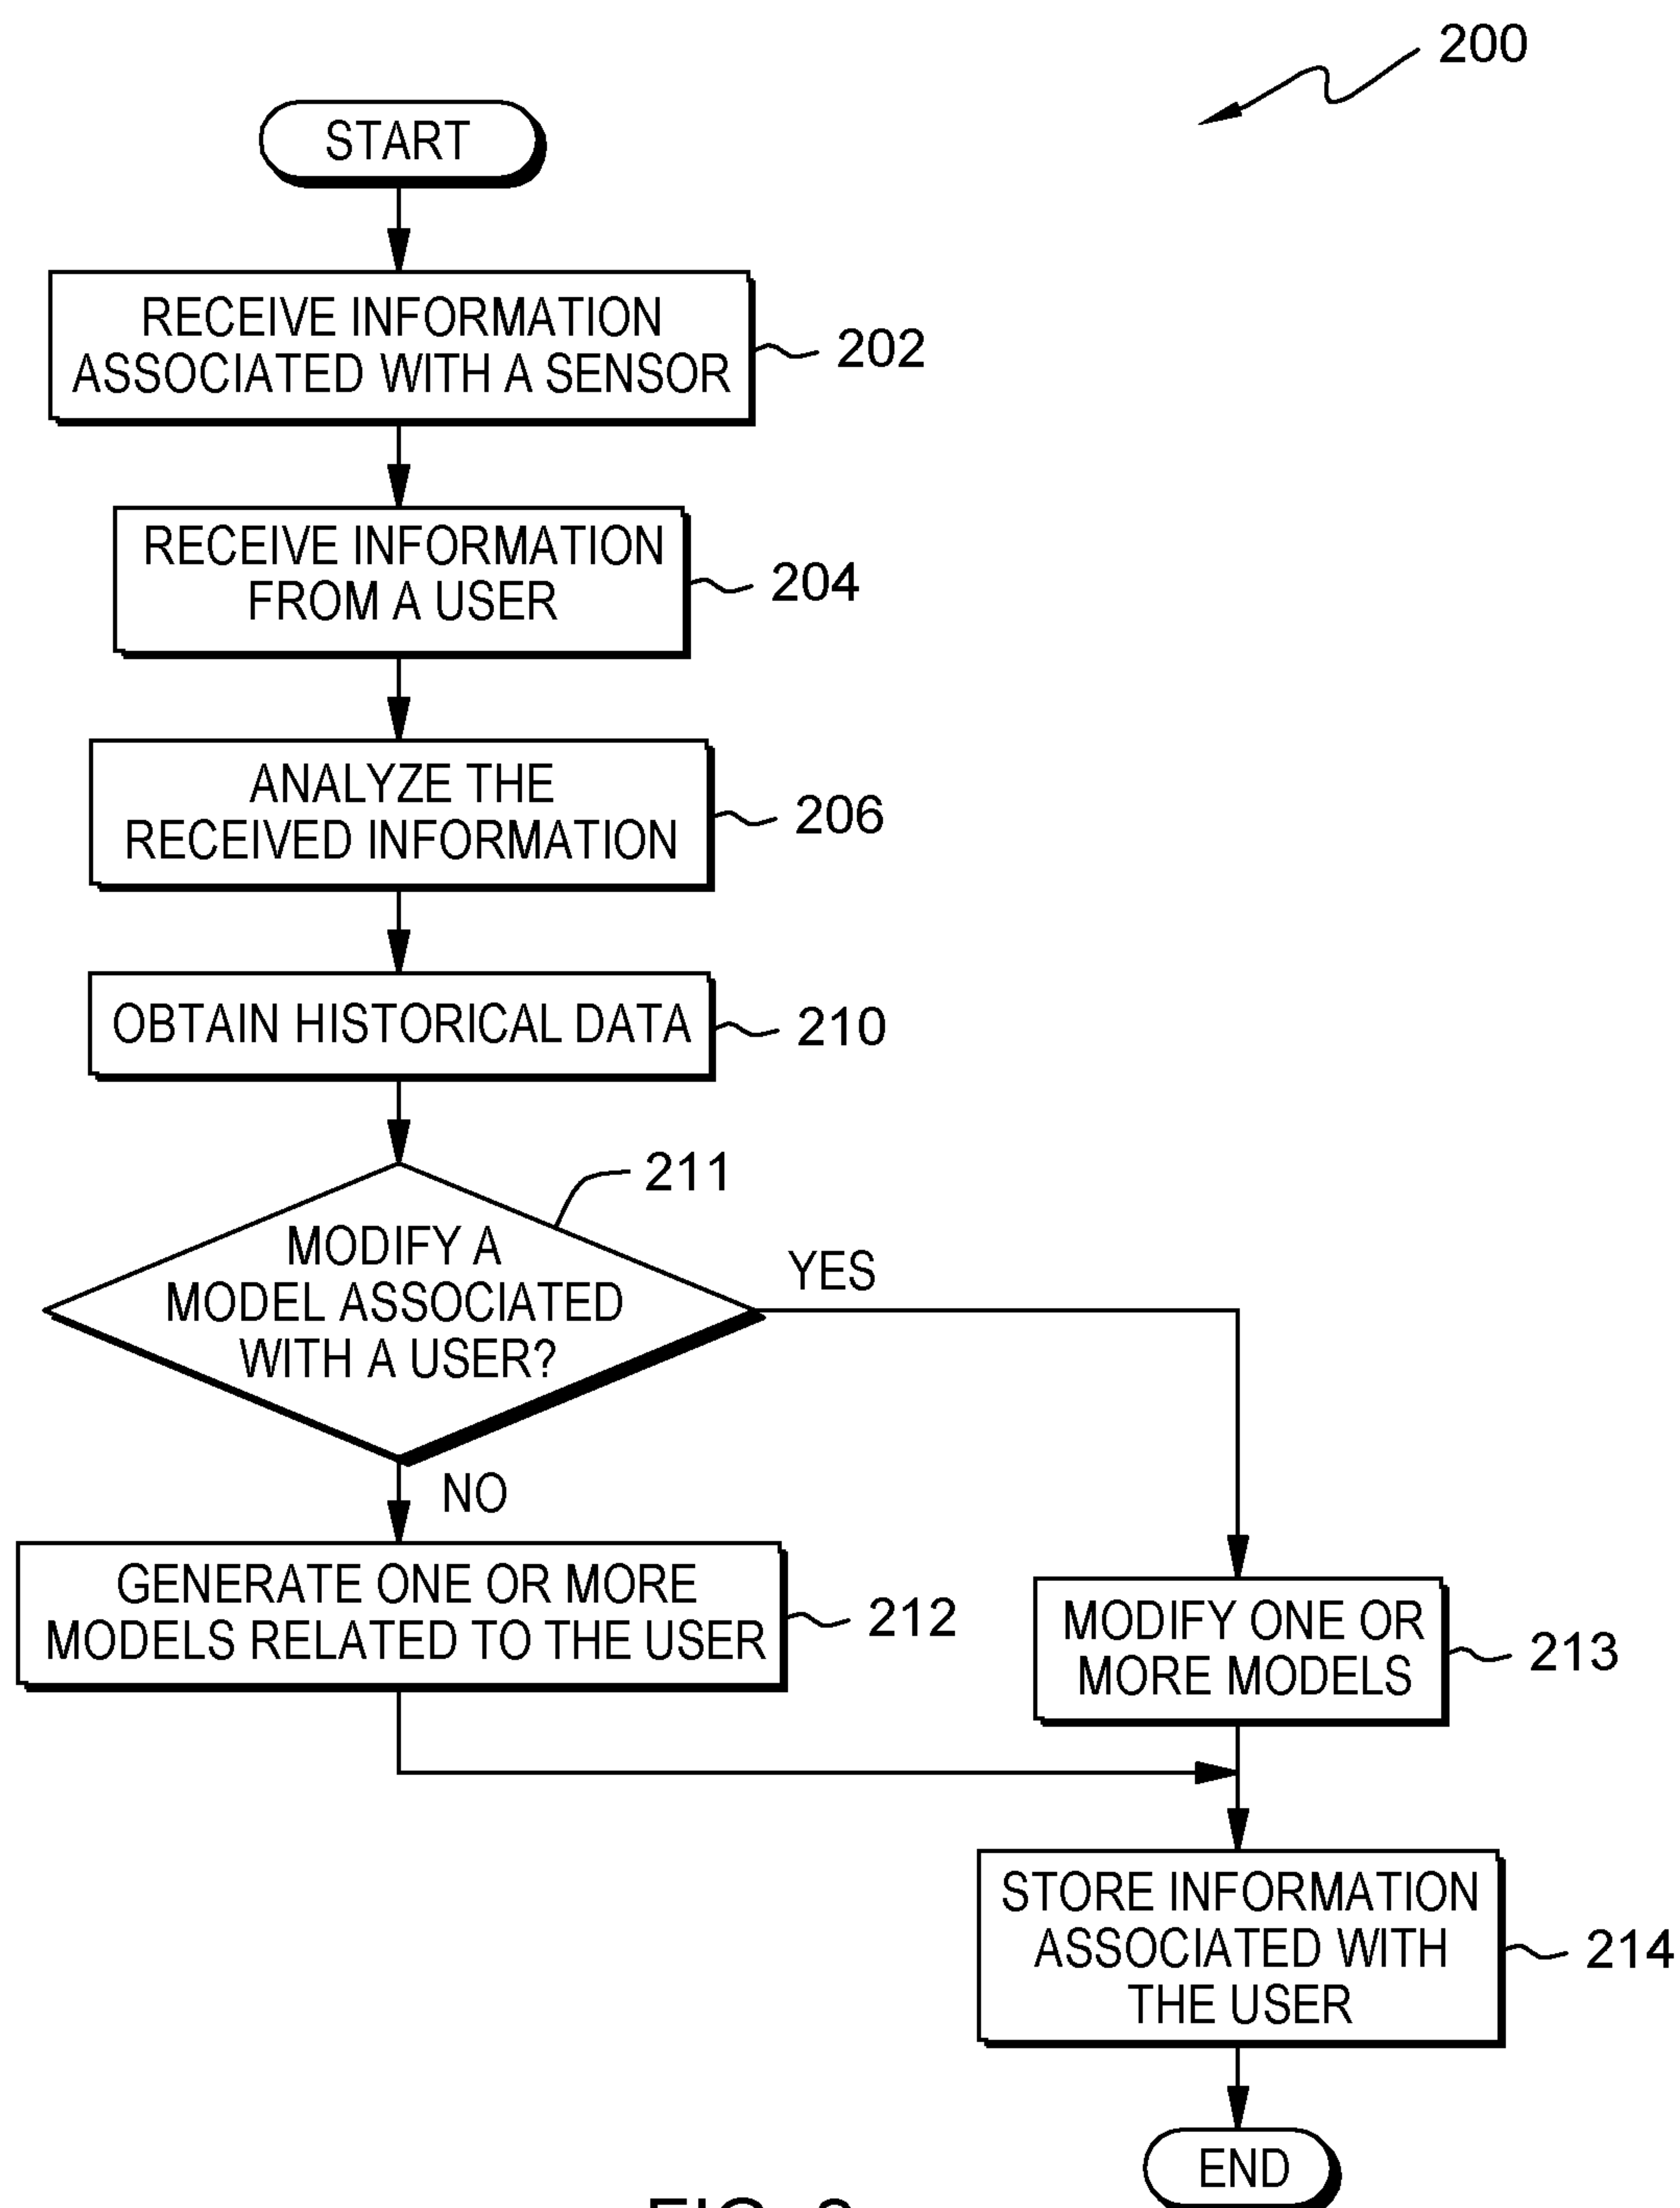 200
START
RECEIVE INFORMATION
ASSOCIATED WITH A SENSOR
202
RECEIVE INFORMATION
FROM A USER
204
ANALYZE THE
RECEIVED INFORMATION
206
OBTAIN HISTORICAL DATA
210
211
MODIFY A
MODEL ASSOCIATED
WITH A USER?
YES
NO
GENERATE ONE OR MORE
MODELS RELATED TO THE USER
212
MODIFY ONE OR
MORE MODELS
213
STORE INFORMATION
ASSOCIATED WITH
THE USER
214
END
FIG.